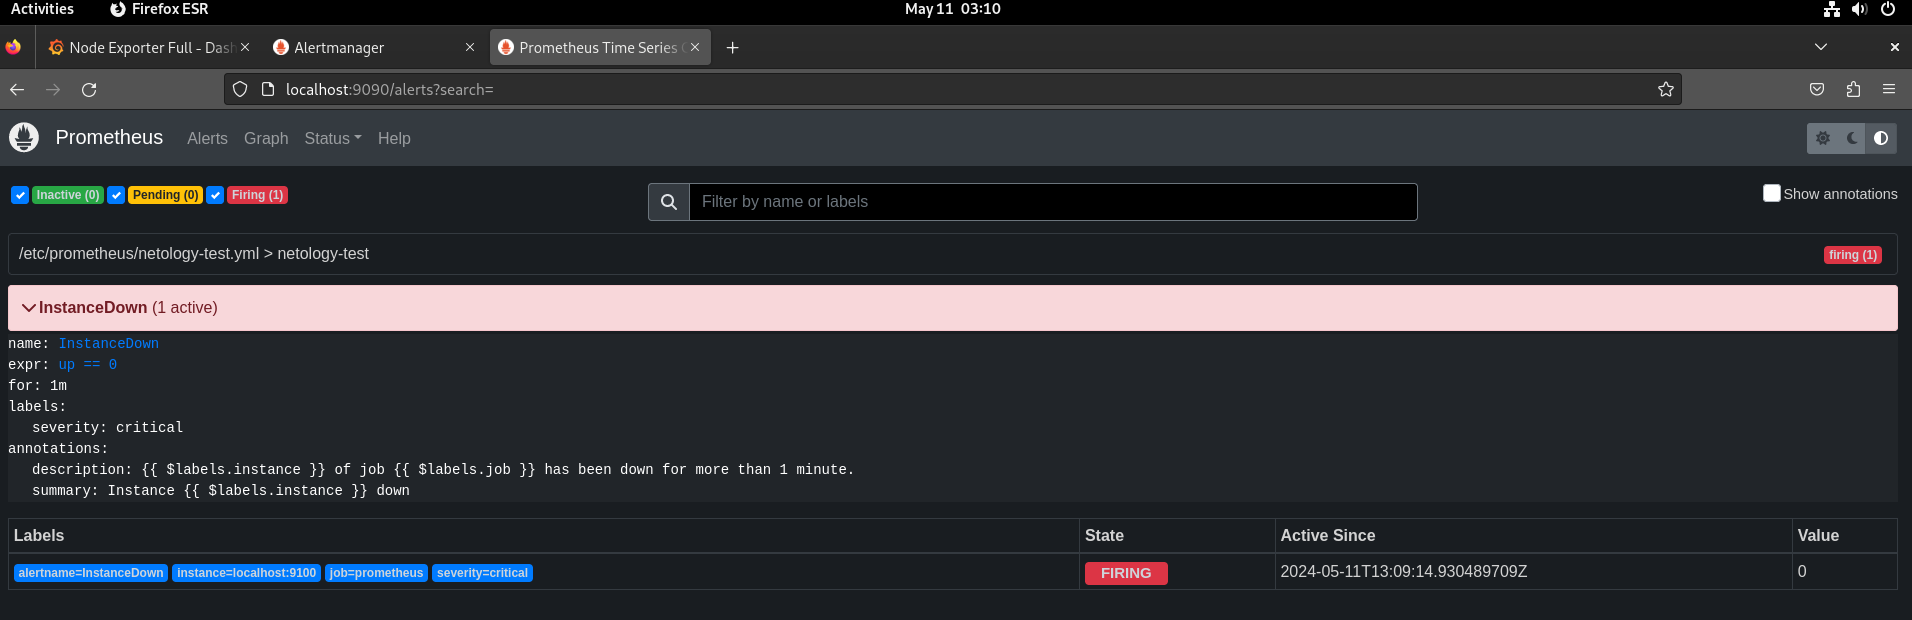 Activities Firefox ESR May 11 03:10
Node Exporter Full - Dash Alertmanager Prometheus Time Series
localhost:9090/alerts?search=
Prometheus Alerts Graph Status Help
Inactive (0) Pending (0) Firing (1) Filter by name or labels Show annotations
/etc/prometheus/netology-test.yml > netology-test firing (1)
InstanceDown (1 active)
name: InstanceDown
expr: up == 0
for: 1m
labels:
severity: critical
annotations:
description: {{ $labels.instance }} of job {{ $labels.job }} has been down for more than 1 minute.
summary: Instance {{ $labels.instance }} down
Labels State Active Since Value
alertname=InstanceDown instance=localhost:9100 job=prometheus severity=critical FIRING 2024-05-11T13:09:14.930489709Z 0